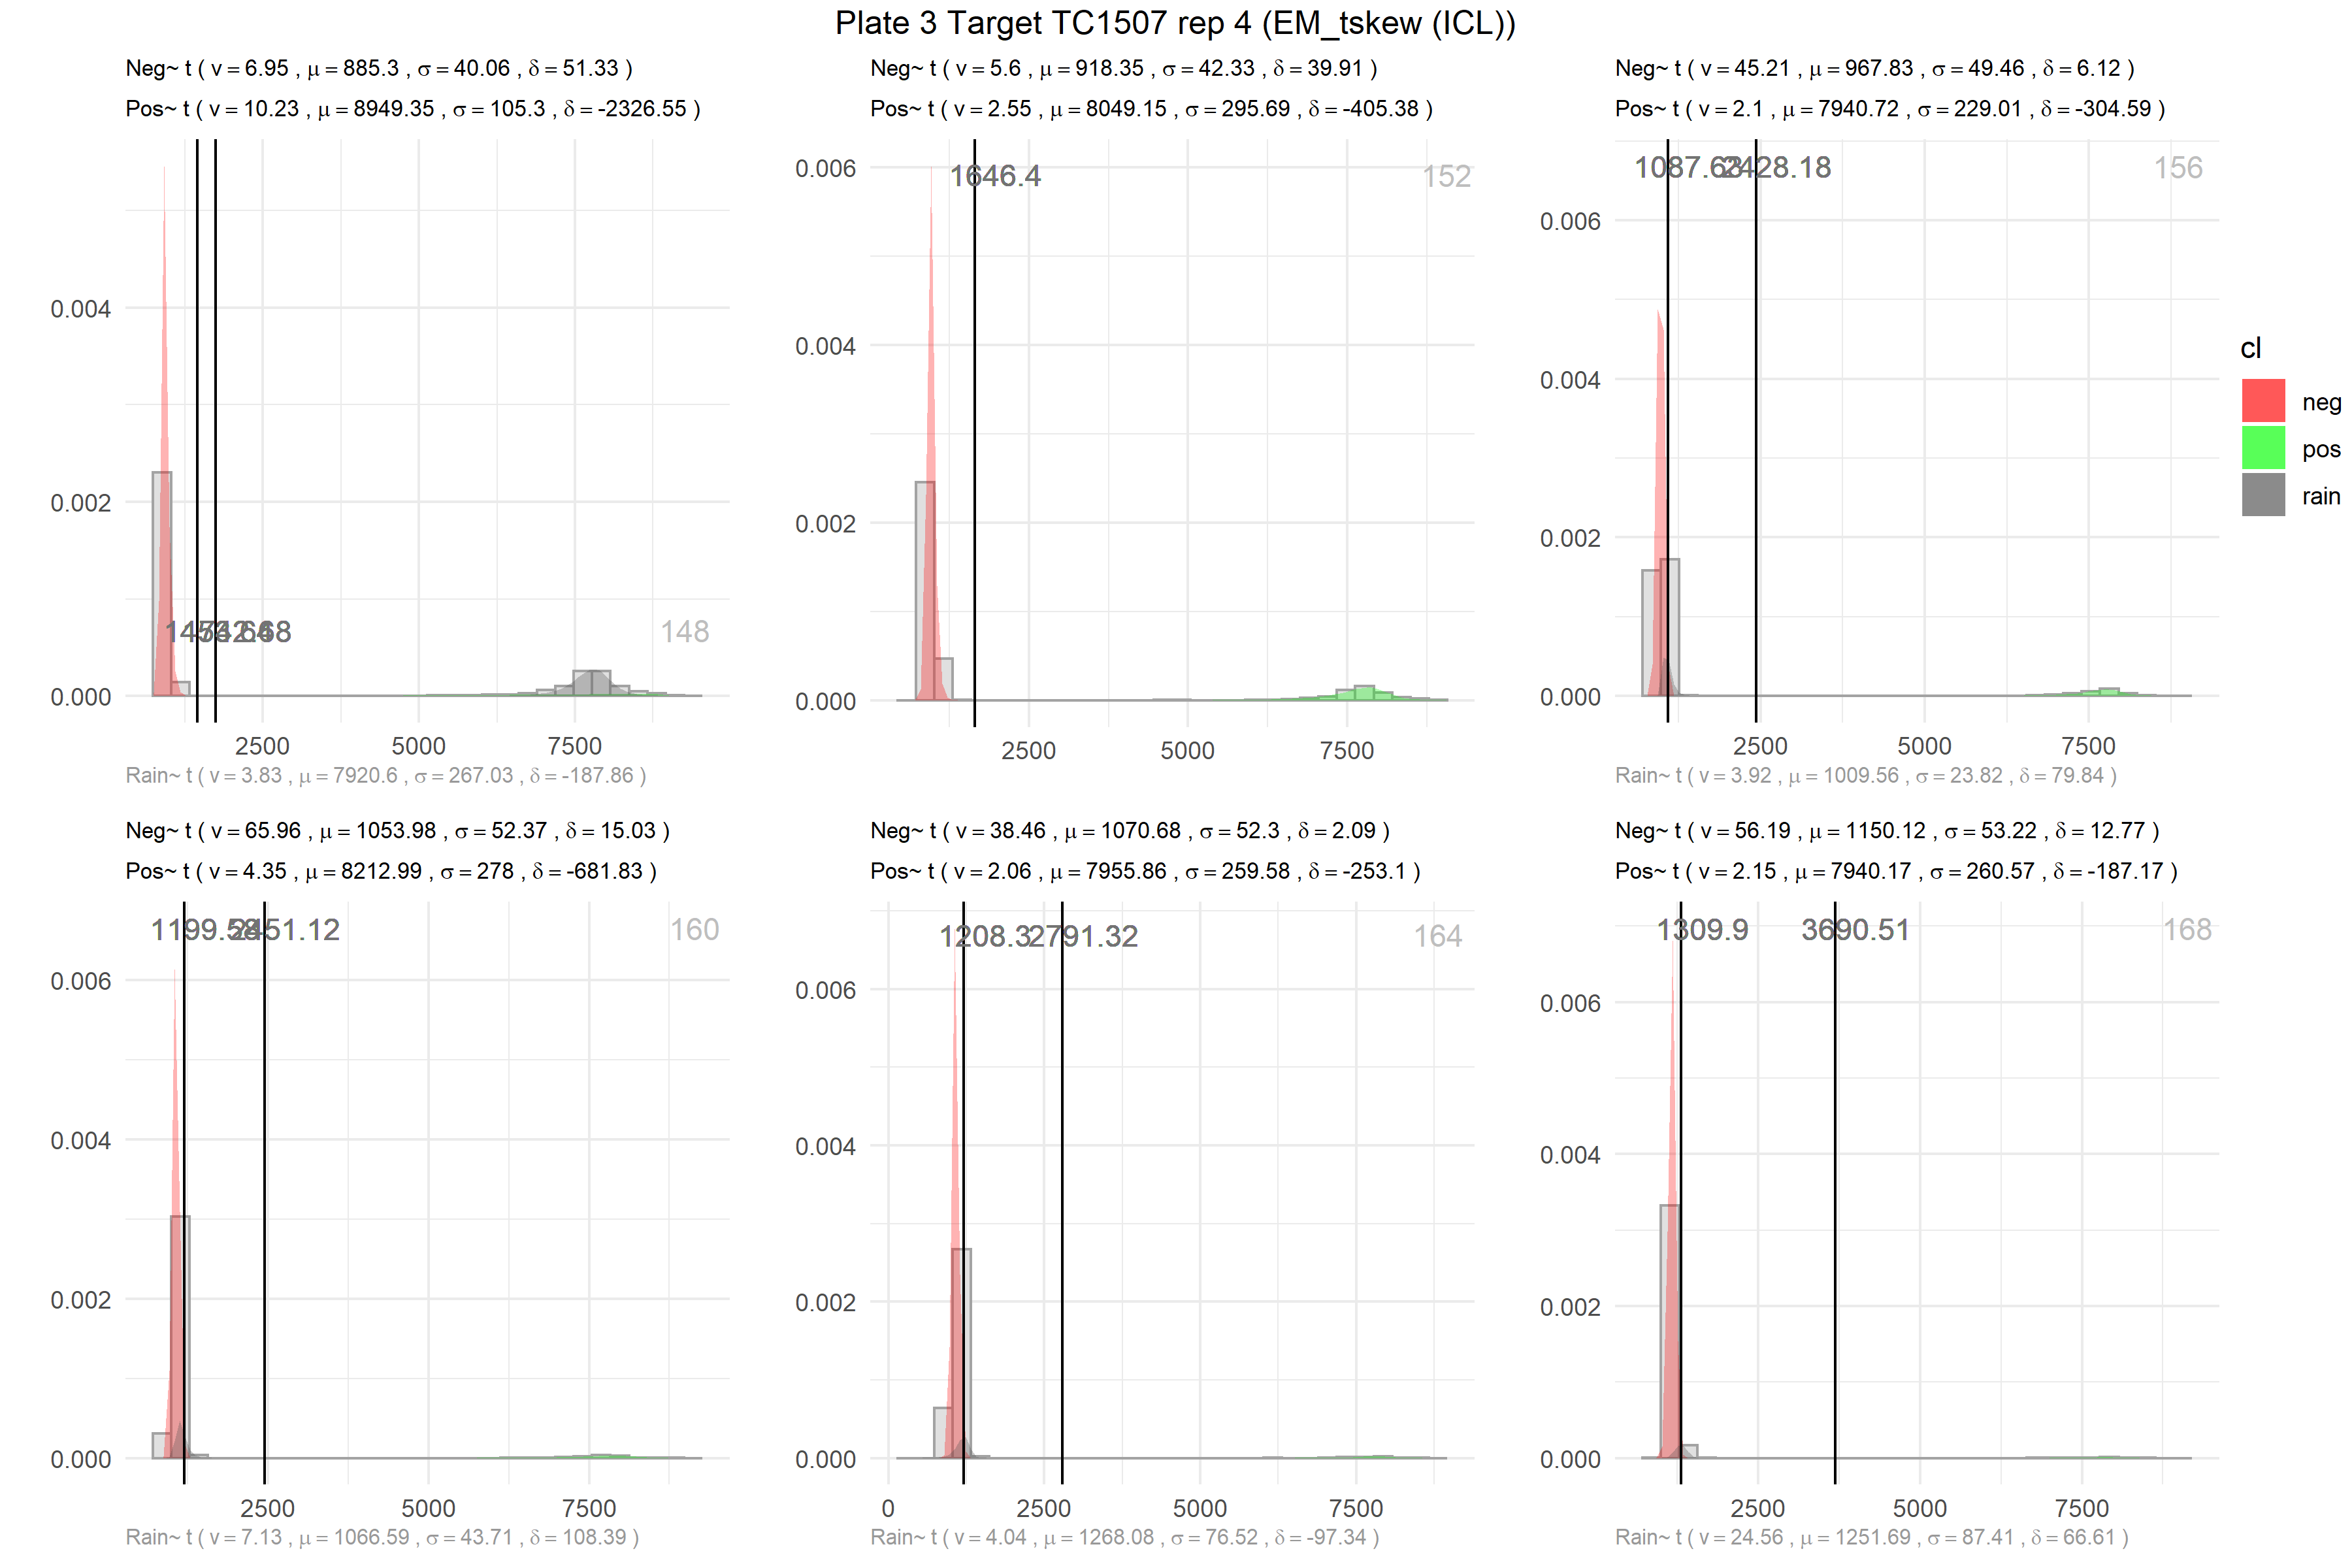 Plate 3 Target TC1507 rep 4 (EM_tskew (ICL))
Neg~ t ( v = 6.95 , μ = 885.3 , σ = 40.06 , δ = 51.33 )
Pos~ t ( v = 10.23 , μ = 8949.35 , σ = 105.3 , δ = -2326.55 )
148
0.004
0.002
0.000
2500 5000 7500
Rain~ t ( v = 3.83 , μ = 7920.6 , σ = 267.03 , δ = -187.86 )
Neg~ t ( v = 5.6 , μ = 918.35 , σ = 42.33 , δ = 39.91 )
Pos~ t ( v = 2.55 , μ = 8049.15 , σ = 295.69 , δ = -405.38 )
1646.4 152
0.006
0.004
0.002
0.000
2500 5000 7500
Neg~ t ( v = 45.21 , μ = 967.83 , σ = 49.46 , δ = 6.12 )
Pos~ t ( v = 2.1 , μ = 7940.72 , σ = 229.01 , δ = -304.59 )
1087.63 2428.18 156
0.006
0.004
0.002
0.000
2500 5000 7500
Rain~ t ( v = 3.92 , μ = 1009.56 , σ = 23.82 , δ = 79.84 )
cl
neg
pos
rain
Neg~ t ( v = 65.96 , μ = 1053.98 , σ = 52.37 , δ = 15.03 )
Pos~ t ( v = 4.35 , μ = 8212.99 , σ = 278 , δ = -681.83 )
1199.58 2451.12 160
0.006
0.004
0.002
0.000
2500 5000 7500
Rain~ t ( v = 7.13 , μ = 1066.59 , σ = 43.71 , δ = 108.39 )
Neg~ t ( v = 38.46 , μ = 1070.68 , σ = 52.3 , δ = 2.09 )
Pos~ t ( v = 2.06 , μ = 7955.86 , σ = 259.58 , δ = -253.1 )
1208.3 2791.32 164
0.006
0.004
0.002
0.000
0 2500 5000 7500
Rain~ t ( v = 4.04 , μ = 1268.08 , σ = 76.52 , δ = -97.34 )
Neg~ t ( v = 56.19 , μ = 1150.12 , σ = 53.22 , δ = 12.77 )
Pos~ t ( v = 2.15 , μ = 7940.17 , σ = 260.57 , δ = -187.17 )
1309.9 3690.51 168
0.006
0.004
0.002
0.000
2500 5000 7500
Rain~ t ( v = 24.56 , μ = 1251.69 , σ = 87.41 , δ = 66.61 )